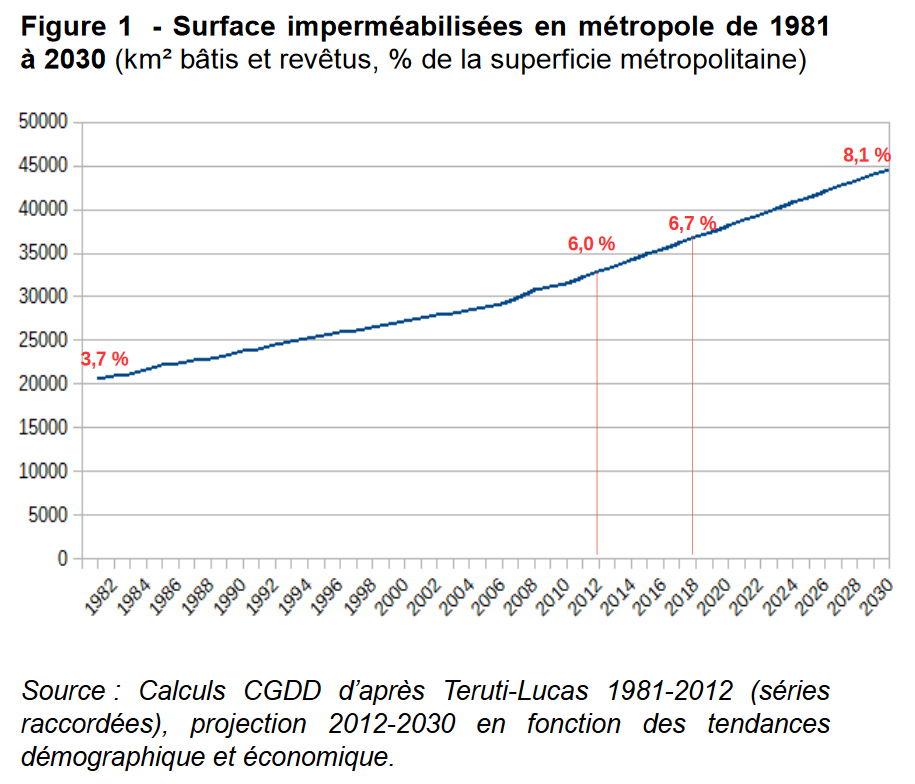 Figure 1 - Surface imperméabilisées en métropole de 1981
à 2030 (km² bâtis et revêtus, % de la superficie métropolitaine)
50000
45000
40000
35000
30000
25000
20000
15000
10000
5000
0
3,7 %
6,0 %
6,7 %
8,1 %
1982 1984 1986 1988 1990 1992 1994 1996 1998 2000 2002 2004 2006 2008 2010 2012 2014 2016 2018 2020 2022 2024 2026 2028 2030
Source : Calculs CGDD d’après Teruti-Lucas 1981-2012 (séries
raccordées), projection 2012-2030 en fonction des tendances
démographique et économique.